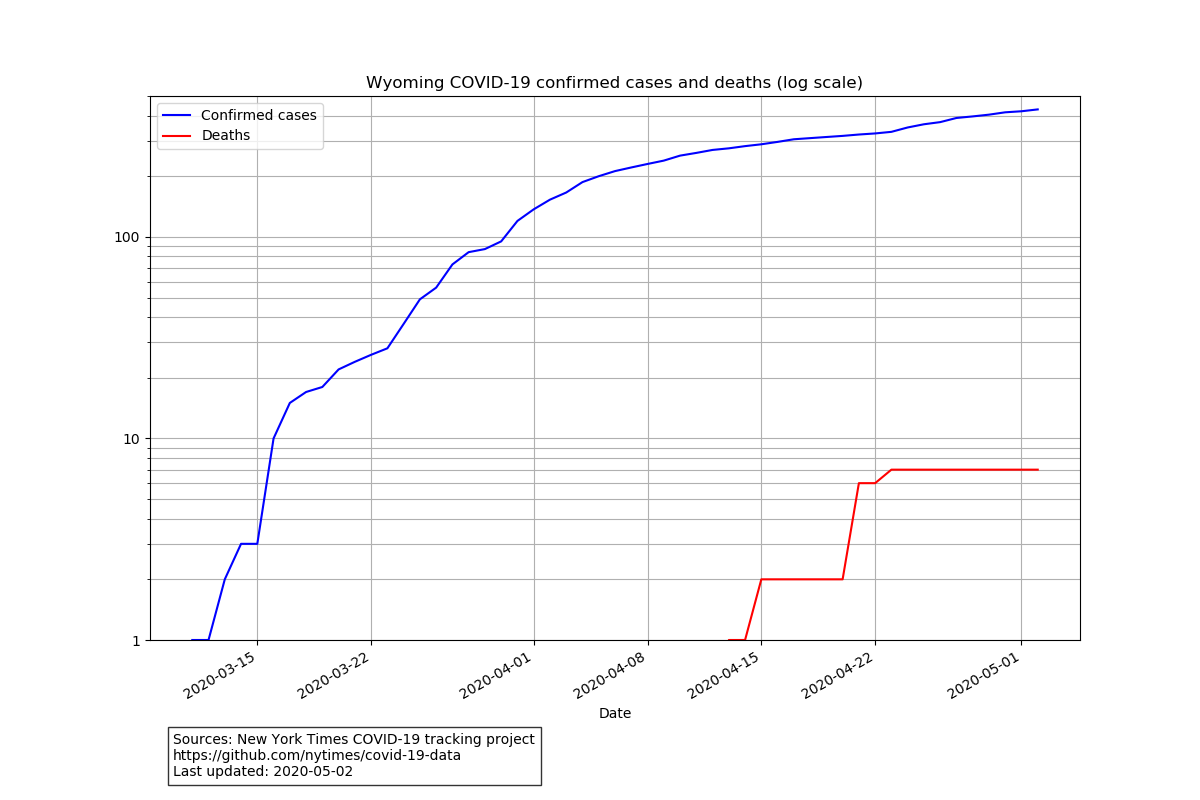 Wyoming COVID-19 confirmed cases and deaths (log scale)
Confirmed cases
Deaths
100
10
1
2020-03-15
2020-03-22
2020-04-01
2020-04-08
2020-04-15
2020-04-22
2020-05-01
Date
Sources: New York Times COVID-19 tracking project
https://github.com/nytimes/covid-19-data
Last updated: 2020-05-02